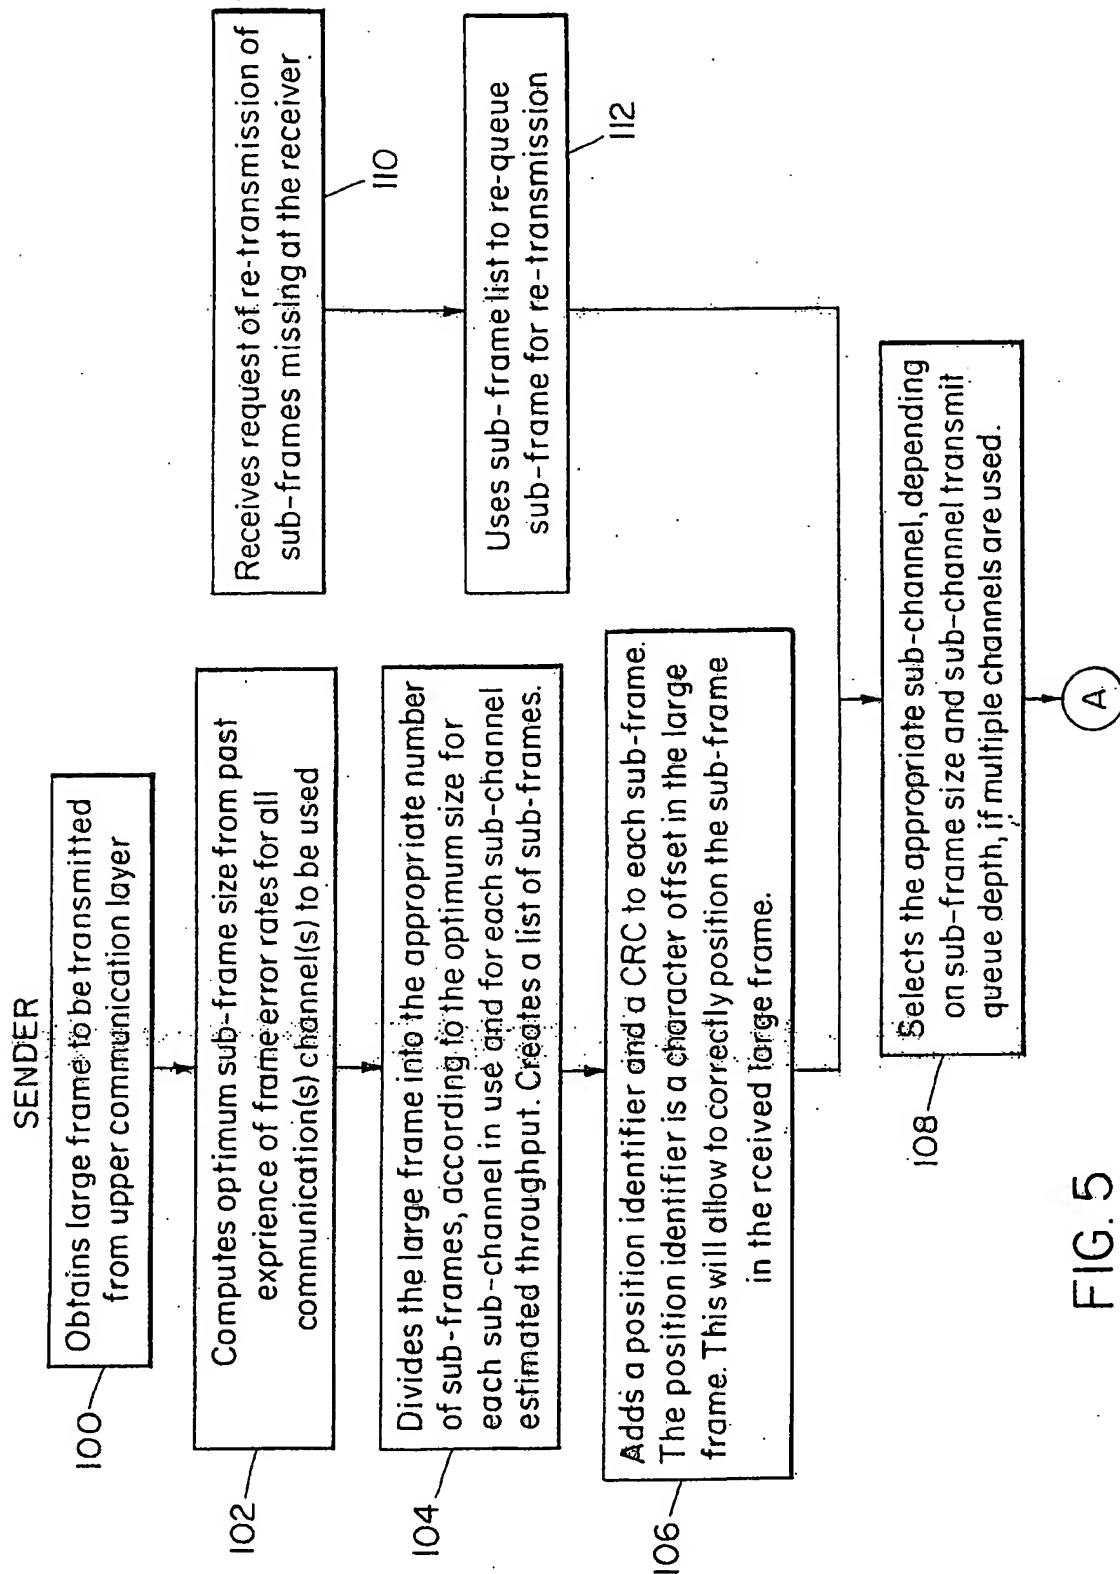 SENDER
Obtains large frame to be transmitted
from upper communication layer
100
Computes optimum sub-frame size from past
exprience of frame error rates for all
communication(s) channel(s) to be used
102
Divides the large frame into the appropriate number
of sub-frames, according to the optimum size for
each sub-channel in use and for each sub-channel
estimated throughput. Creates a list of sub-frames.
104
Adds a position identifier and a CRC to each sub-frame.
The position identifier is a character offset in the large
frame. This will allow to correctly position the sub-frame
in the rceived large frame.
106
Receives request of re-transmission of
sub-frames missing at the receiver
110
Uses sub-frame list to re-queue
sub-frame for re-transmission
112
Selects the appropriate sub-channel, depending
on sub-frame size and sub-channel transmit
queue depth, if multiple channels are used.
108
A
FIG. 5